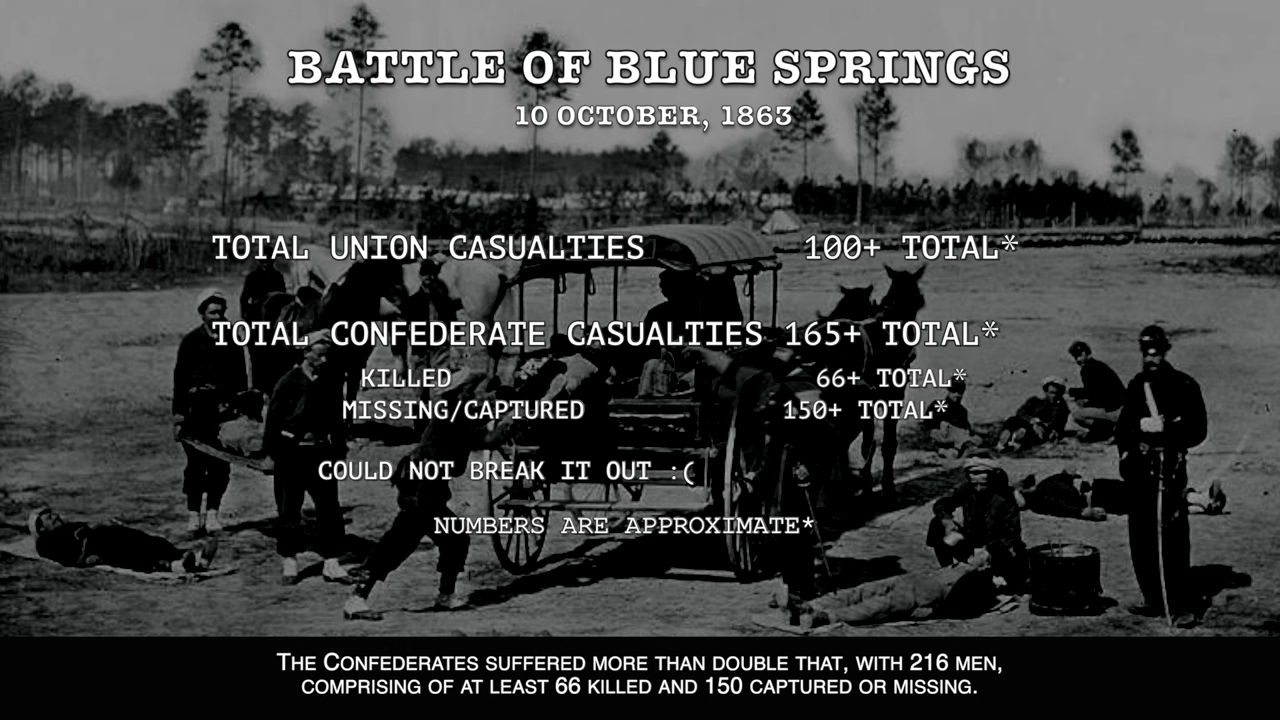 BATTLE OF BLUE SPRINGS
10 OCTOBER, 1863
TOTAL UNION CASUALTIES 100+ TOTAL*
TOTAL CONFEDERATE CASUALTIES 165+ TOTAL*
KILLED 66+ TOTAL*
MISSING/CAPTURED 150+ TOTAL*
COULD NOT BREAK IT OUT :(
NUMBERS ARE APPROXIMATE*
THE CONFEDERATES SUFFERED MORE THAN DOUBLE THAT, WITH 216 MEN,
COMPRISING OF AT LEAST 66 KILLED AND 150 CAPTURED OR MISSING.